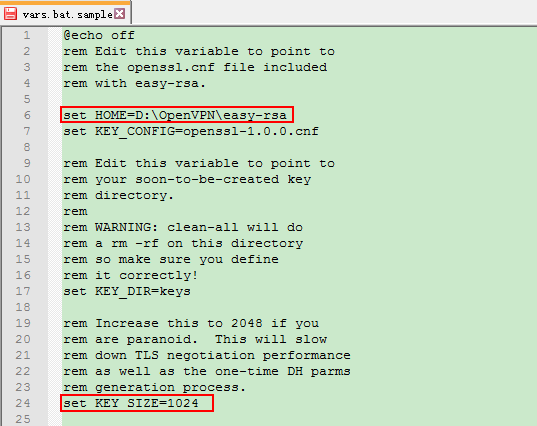 vars.bat.sample
1 @echo off
2 rem Edit this variable to point to
3 rem the openssl.cnf file included
4 rem with easy-rsa.
5
6 set HOME=D:\OpenVPN\easy-rsa
7 set KEY_CONFIG=openssl-1.0.0.cnf
8
9 rem Edit this variable to point to
10 rem your soon-to-be-created key
11 rem directory.
12 rem
13 rem WARNING: clean-all will do
14 rem a rm -rf on this directory
15 rem so make sure you define
16 rem it correctly!
17 set KEY_DIR=keys
18
19 rem Increase this to 2048 if you
20 rem are paranoid.  This will slow
21 rem down TLS negotiation performance
22 rem as well as the one-time DH parms
23 rem generation process.
24 set KEY_SIZE=1024
25